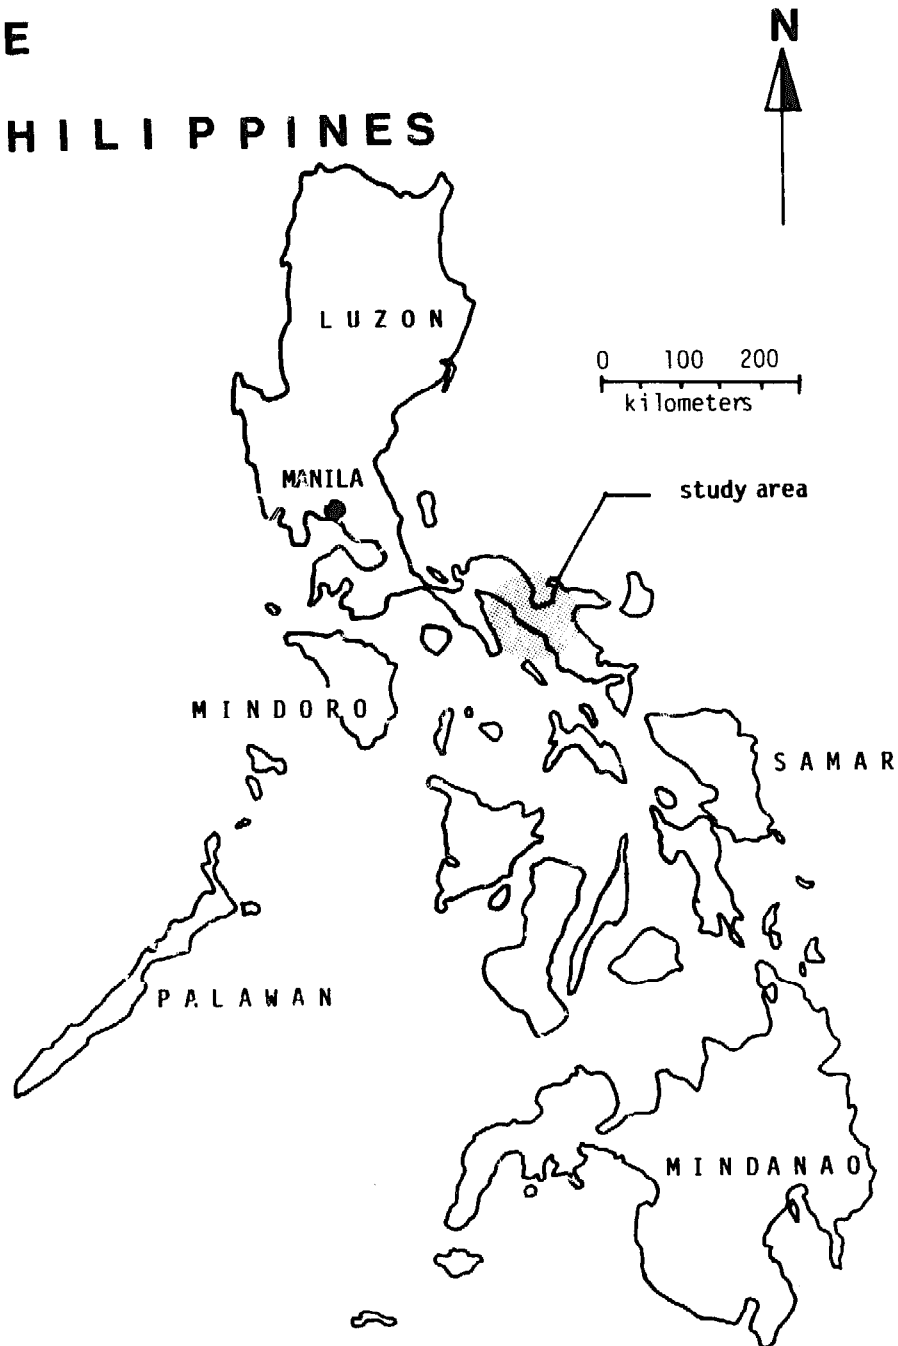 E
N
HILIPPINES
LUZON
0 100 200
kilometers
MANILA
study area
MINDORO
SAMAR
PALAWAN
MINDANAO